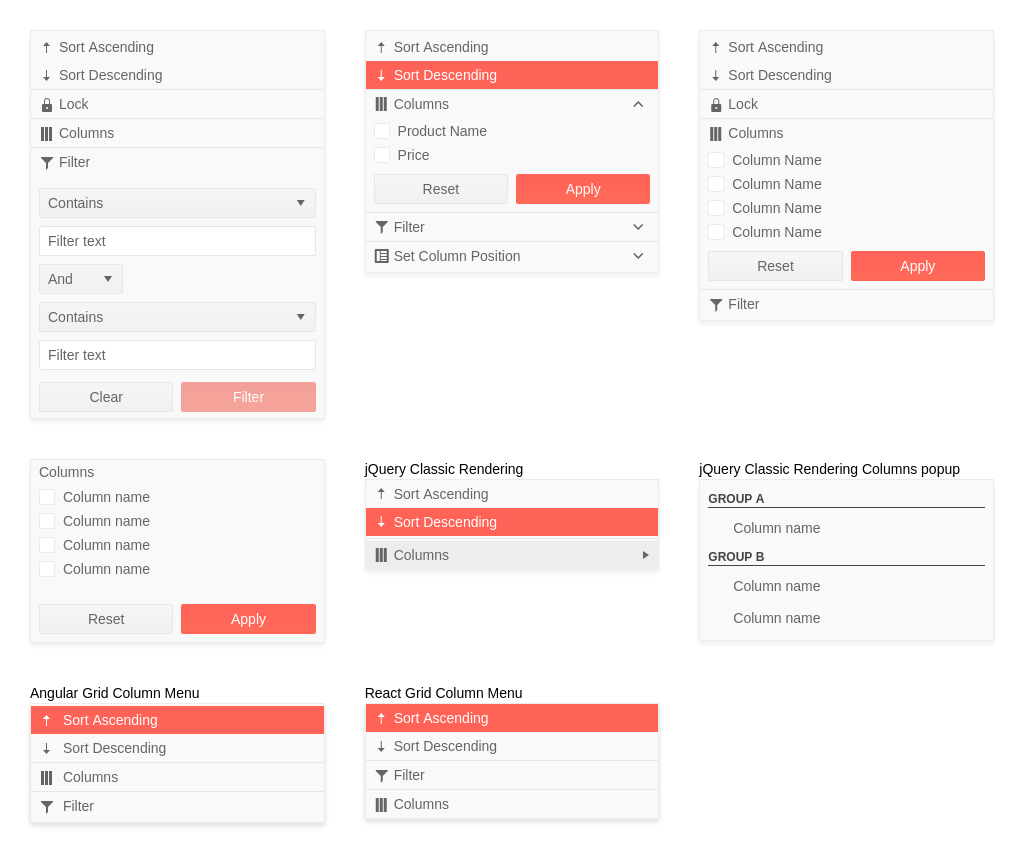 Sort Ascending
Sort Descending
Lock
Columns
Filter
Contains
Filter text
And
Contains
Filter text
Clear
Filter
Sort Ascending
Sort Descending
Columns
Product Name
Price
Reset
Apply
Filter
Set Column Position
Sort Ascending
Sort Descending
Lock
Columns
Column Name
Column Name
Column Name
Column Name
Reset
Apply
Filter
Columns
Column name
Column name
Column name
Column name
Reset
Apply
jQuery Classic Rendering
Sort Ascending
Sort Descending
Columns
jQuery Classic Rendering Columns popup
GROUP A
Column name
GROUP B
Column name
Column name
Angular Grid Column Menu
Sort Ascending
Sort Descending
Columns
Filter
React Grid Column Menu
Sort Ascending
Sort Descending
Filter
Columns